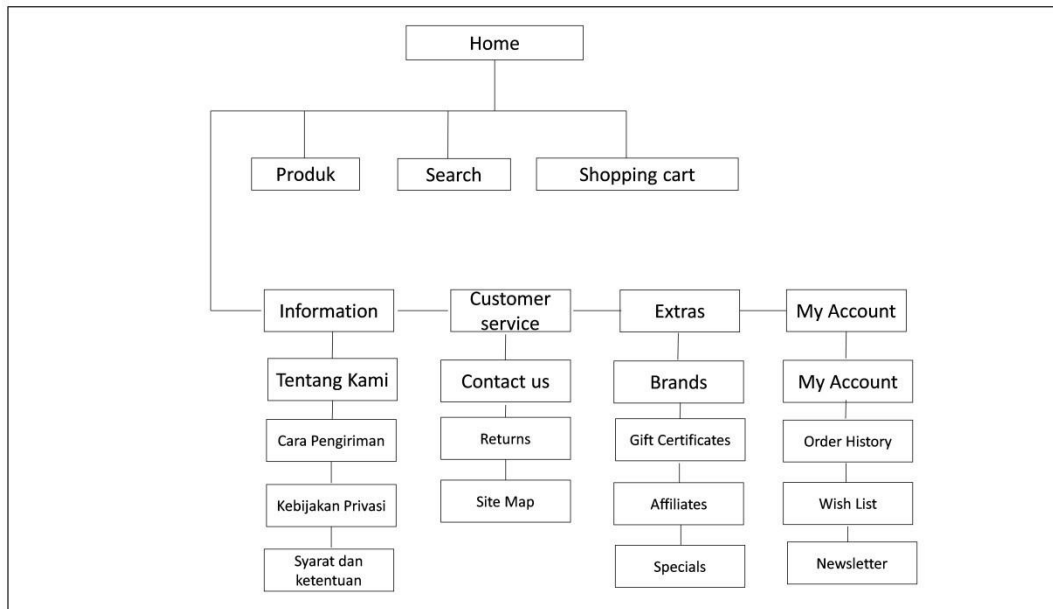 Home
Produk
Search
Shopping cart
Information
Customer
service
Extras
My Account
Tentang Kami
Contact us
Brands
My Account
Cara Pengiriman
Returns
Gift Certificates
Order History
Kebijakan Privasi
Site Map
Affiliates
Wish List
Syarat dan
ketentuan
Specials
Newsletter